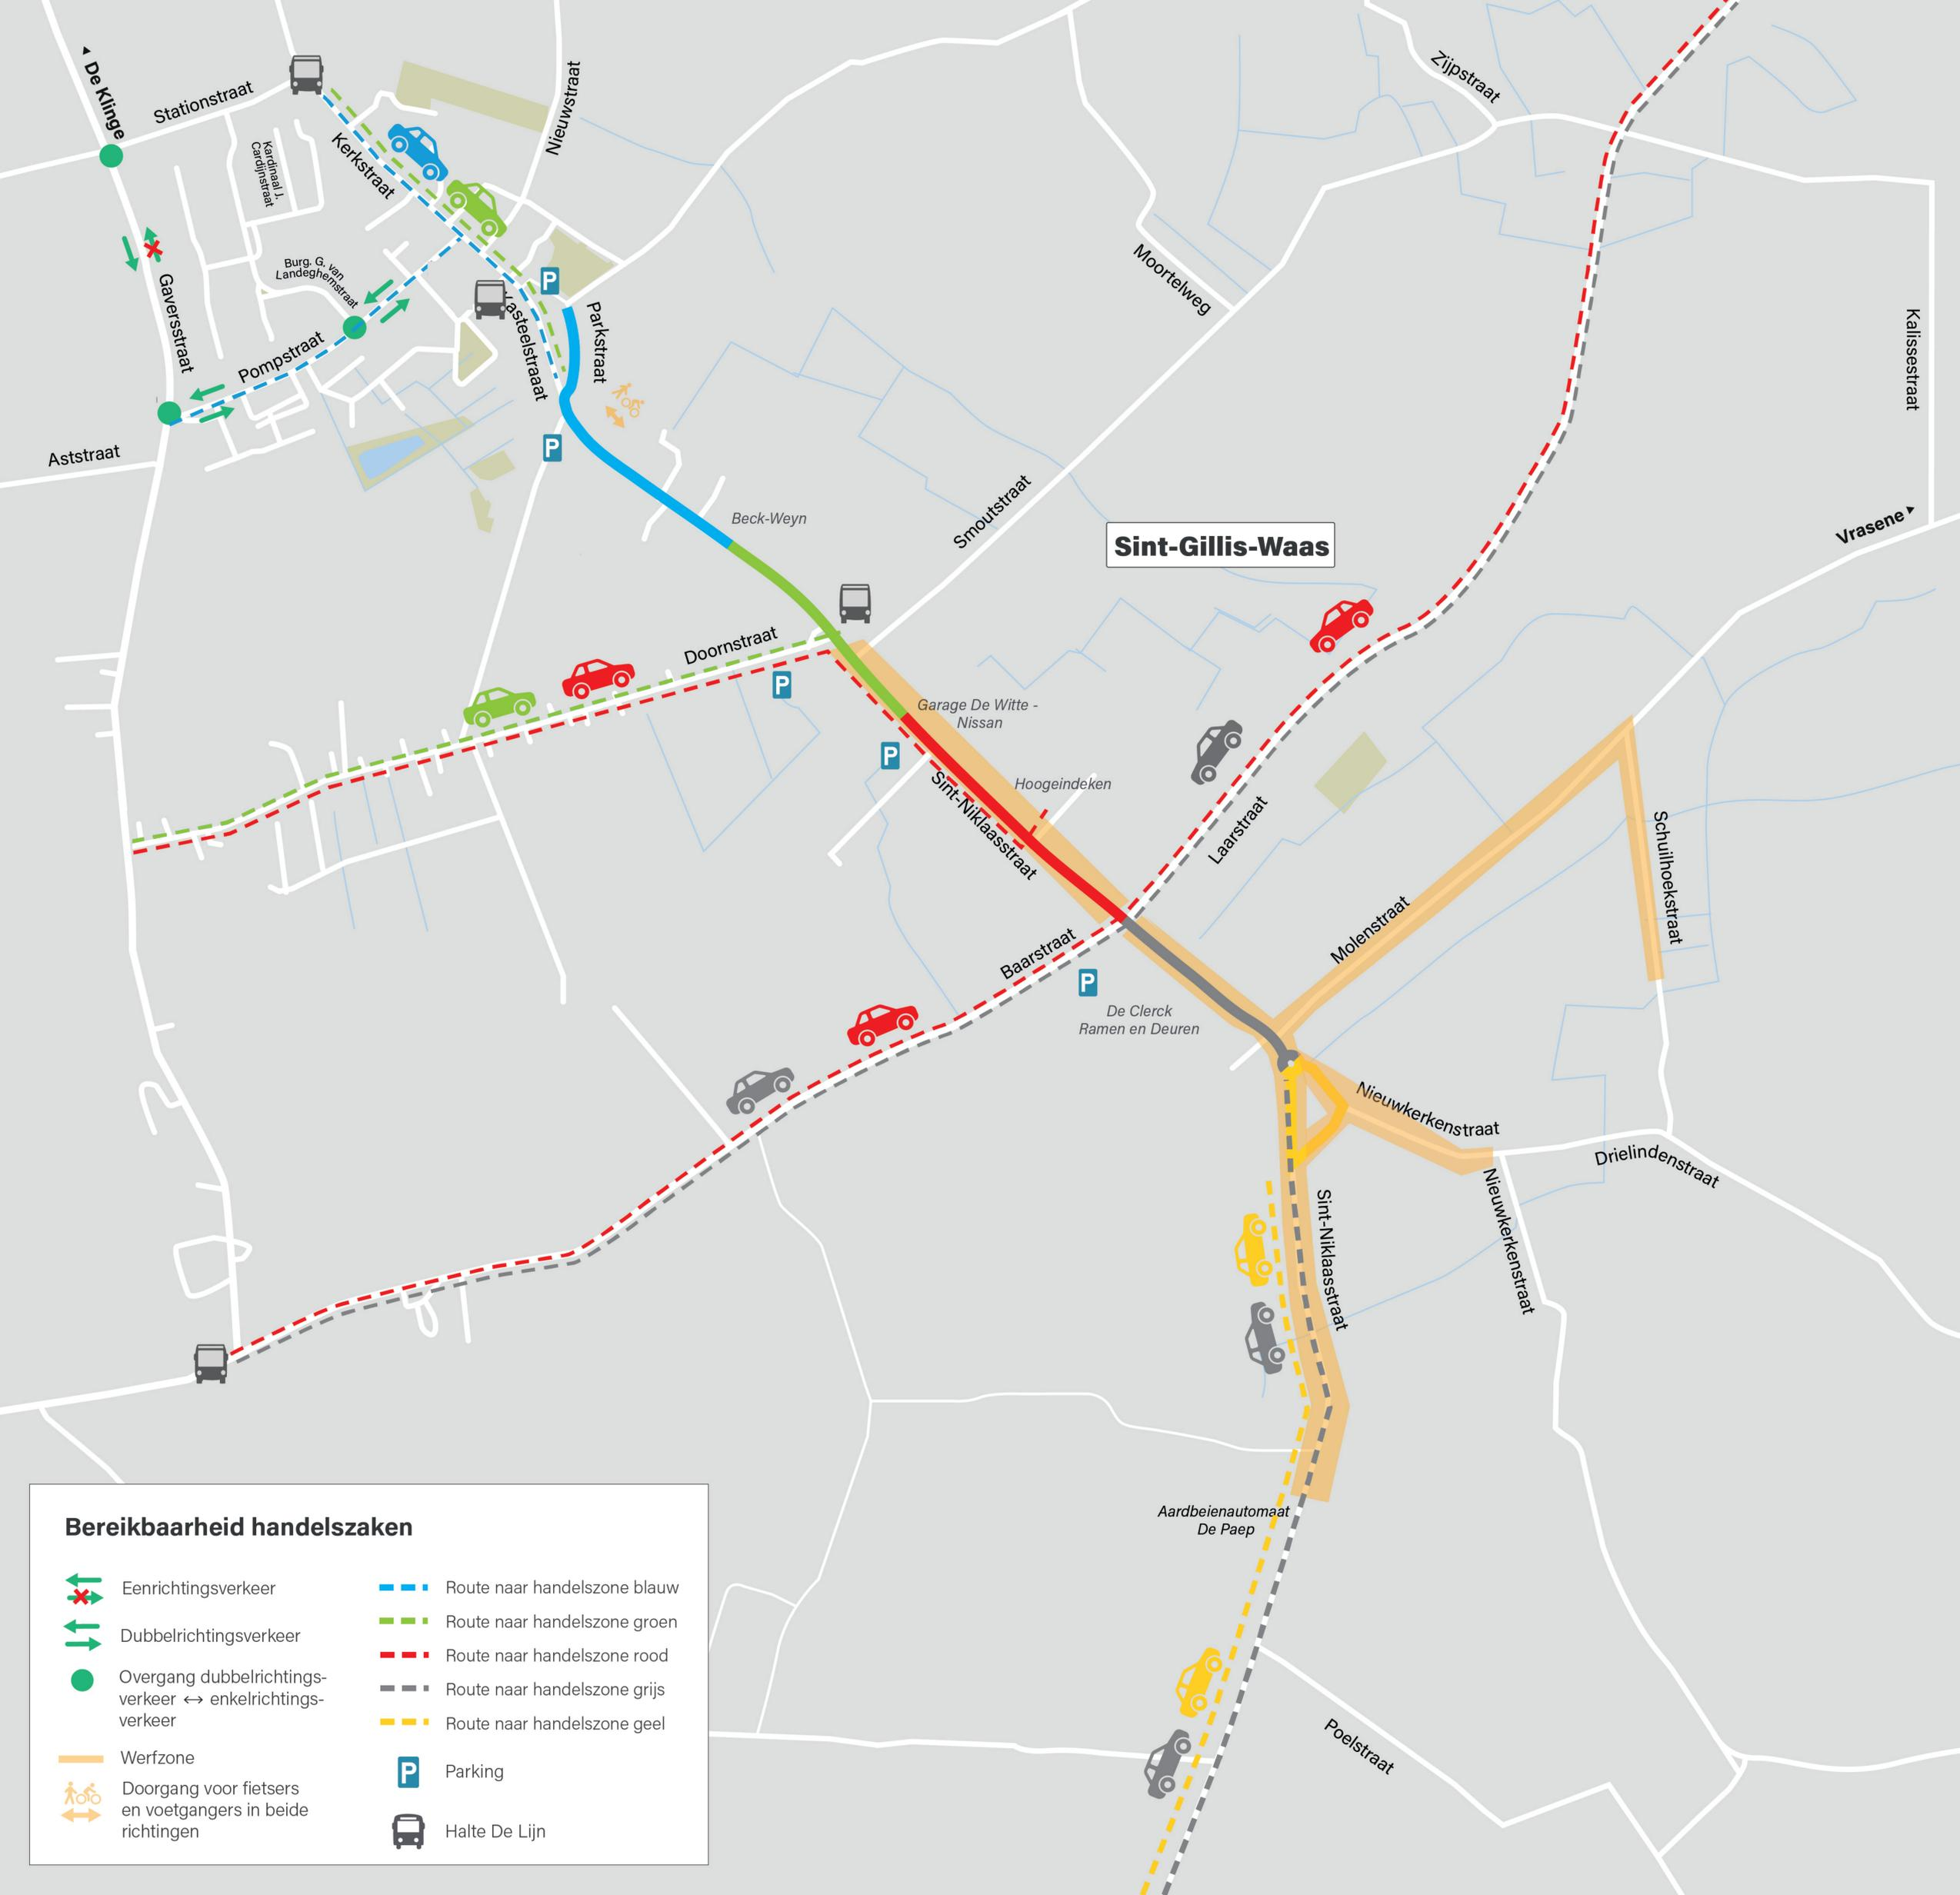 De Klinge
Stationstraat
Kardinaal J.
Cardijnstraat
Kerkstraat
Nieuwstraat
Zijpstraat
Burg. G. van
Landeghemstraat
Gaversstraat
Pompstraat
Kasteelstraaat
P
Parkstraat
Moortelweg
Kalissestraat
Aststraat
P
Beck-Weyn
Smoutstraat
Sint-Gillis-Waas
Vrasene
Doornstraat
P
Garage De Witte -
Nissan
P
Hoogeindeken
Sint-Niklaasstraat
Laarstraat
Schuilhoekstraat
Molenstraat
Baarstraat
P
De Clerck
Ramen en Deuren
Nieuwkerkenstraat
Drielindenstraat
Nieuwkerkenstraat
Sint-Niklaasstraat
Aardbeienautomaat
De Paep
Poelstraat
Bereikbaarheid handelszaken
Eenrichtingsverkeer
Dubbelrichtingsverkeer
Overgang dubbelrichtings-
verkeer ↔ enkelrichtings-
verkeer
Werfzone
Doorgang voor fietsers
en voetgangers in beide
richtingen
Route naar handelszone blauw
Route naar handelszone groen
Route naar handelszone rood
Route naar handelszone grijs
Route naar handelszone geel
P Parking
Halte De Lijn